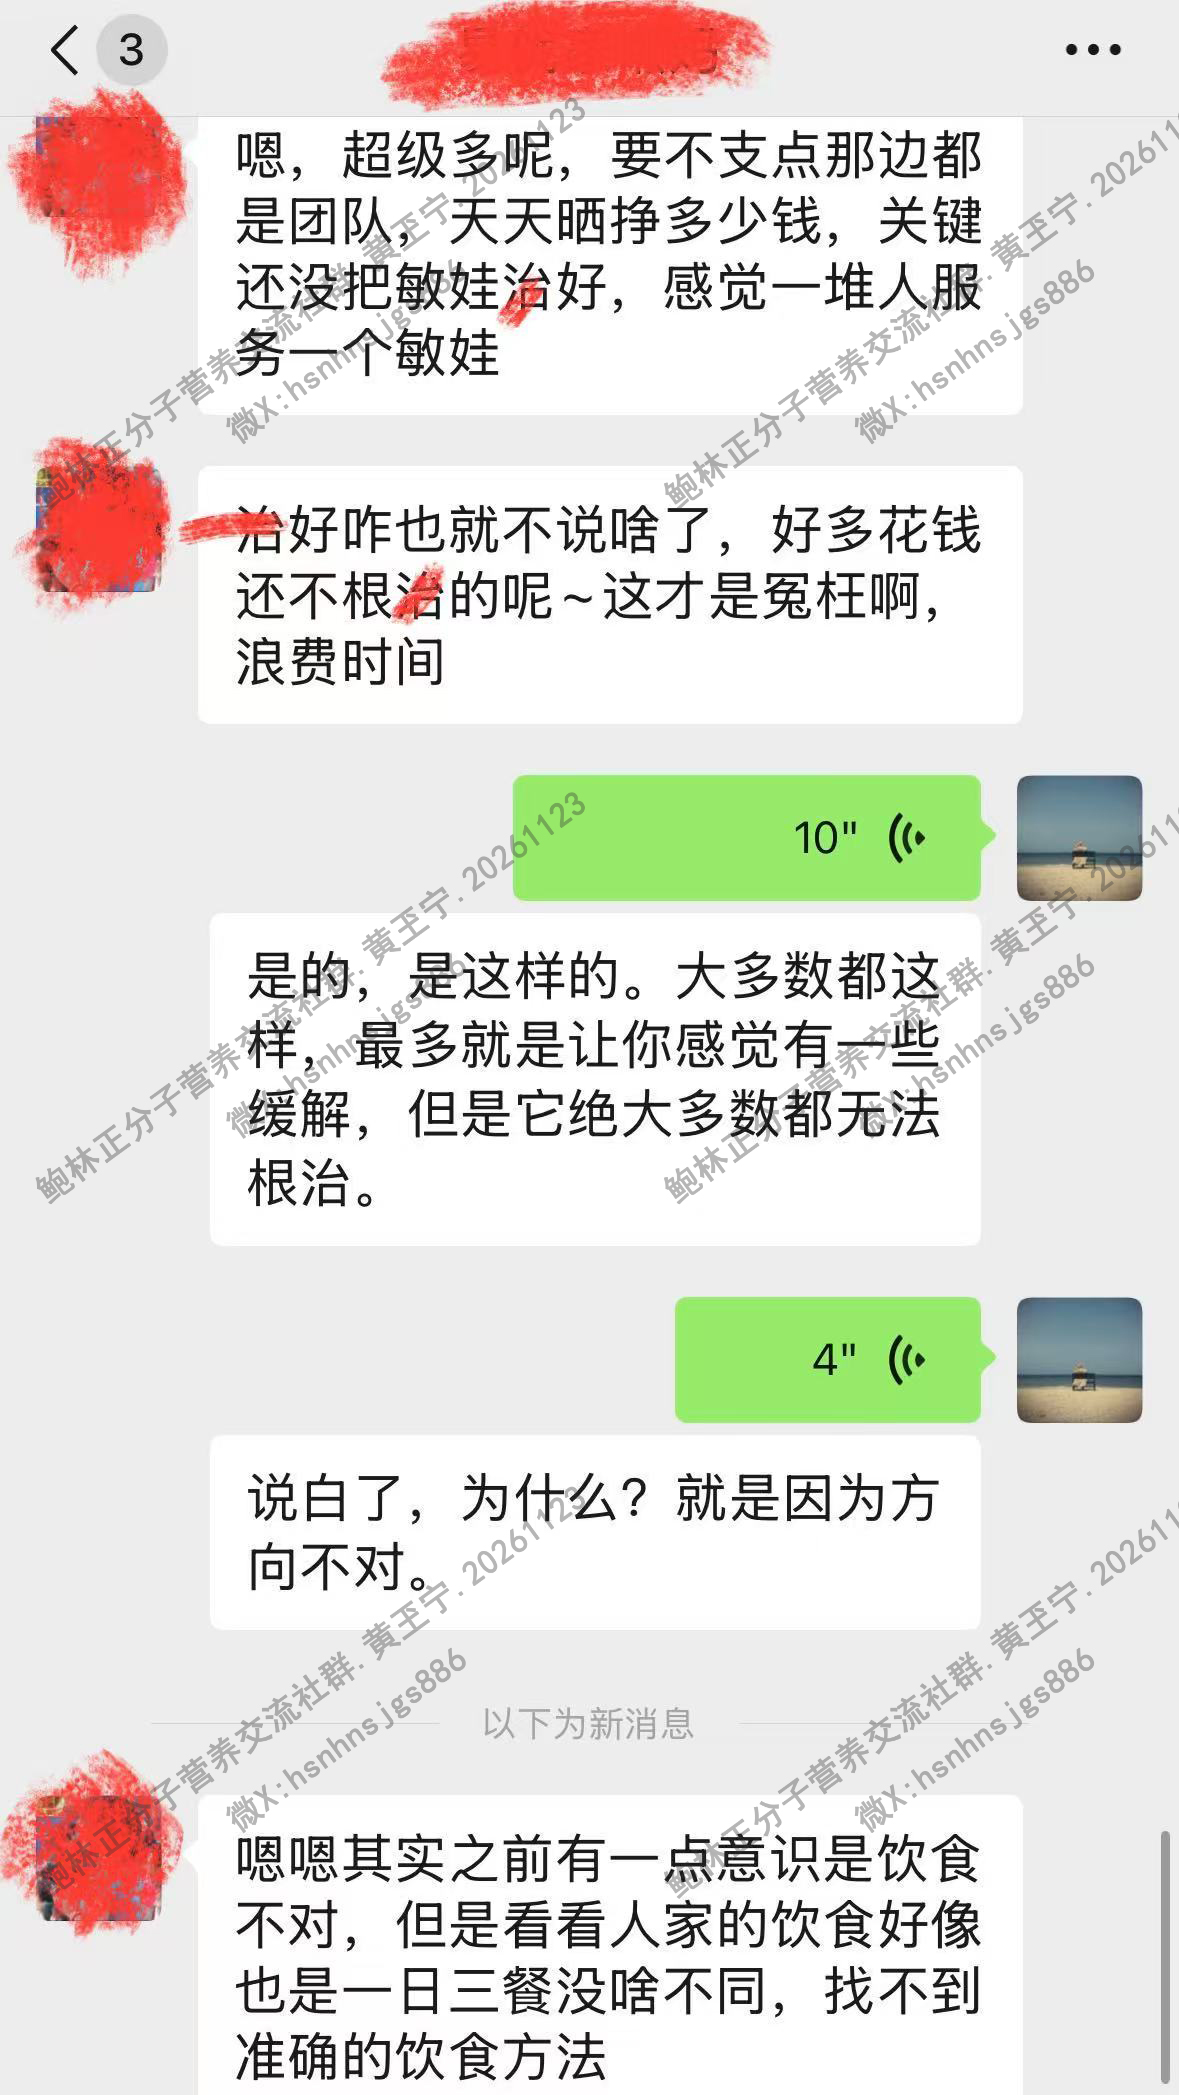 3
嗯，超级多呢，要不支点那边都
是团队，天天晒挣多少钱，关键
还没把敏娃治好，感觉一堆人服
务一个敏娃
治好咋也就不说啥了，好多花钱
还不根治的呢～这才是冤枉啊，
浪费时间
10"
是的，是这样的。大多数都这
样，最多就是让你感觉有一些
缓解，但是它绝大多数都无法
根治。
4"
说白了，为什么？就是因为方
向不对。
以下为新消息
嗯嗯其实之前有一点意识是饮食
不对，但是看看人家的饮食好像
也是一日三餐没啥不同，找不到
准确的饮食方法
鲍林正分子营养交流社群.黄玊宁.20261123
微X:hsnhnsjgs886